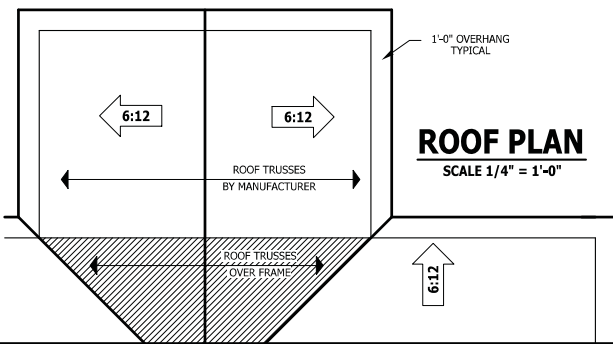 1'-0" OVERHANG
TYPICAL
6:12
6:12
ROOF PLAN
SCALE 1/4" = 1'-0"
ROOF TRUSSES
BY MANUFACTURER
ROOF TRUSSES
OVER FRAME
6:12